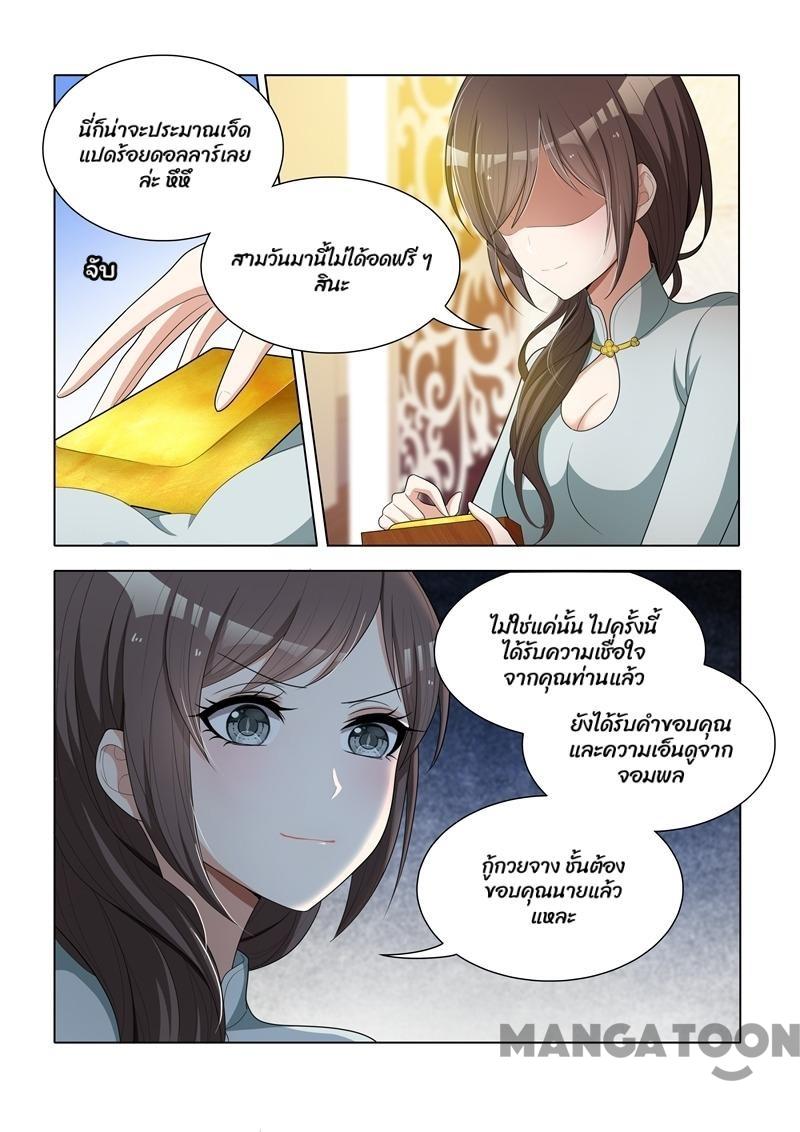 นี่ก็น่าจะประมาณเจ็ด
แปดร้อยดอลลาร์เลย
ล่ะ หึหึ
สามวันมานี้ไม่ได้อดฟรี ๆ
สินะ
จับ
ไม่ใช่แค่นั้น ไปครั้งนี้
ได้รับความเชื่อใจ
จากคุณท่านแล้ว
ยังได้รับคำขอบคุณ
และความเอ็นดูจาก
จอมพล
กู้กวยจาง ชั้นต้อง
ขอบคุณนายแล้ว
แหละ
MANGATOON